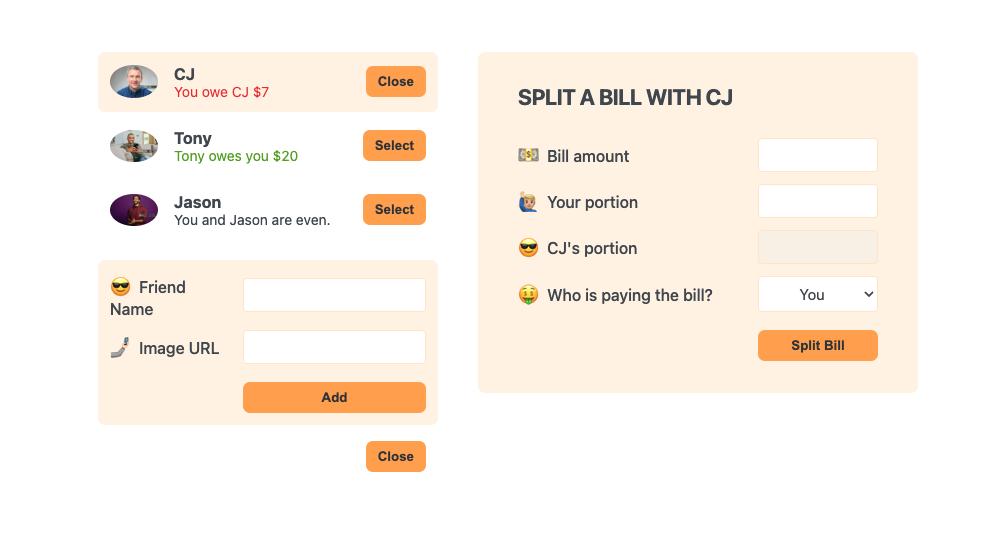 CJ
You owe CJ $7
Close
Tony
Tony owes you $20
Select
Jason
You and Jason are even.
Select
😎 Friend
Name
🤳 Image URL
Add
Close
SPLIT A BILL WITH CJ
💵 Bill amount
🙋🏼‍♂️ Your portion
😎 CJ's portion
🤑 Who is paying the bill?
You
Split Bill